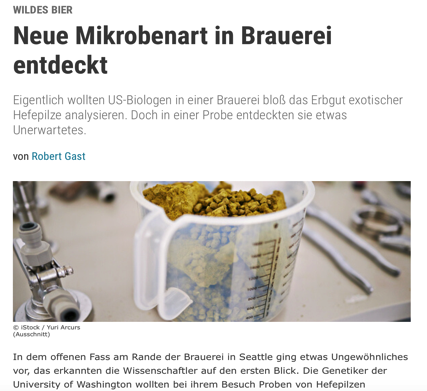 WILDES BIER
Neue Mikrobenart in Brauerei
entdeckt
Eigentlich wollten US-Biologen in einer Brauerei bloß das Erbgut exotischer
Hefepilze analysieren. Doch in einer Probe entdeckten sie etwas
Unerwartetes.
von Robert Gast
© iStock / Yuri Arcurs
(Ausschnitt)
In dem offenen Fass am Rande der Brauerei in Seattle ging etwas Ungewöhnliches
vor, das erkannten die Wissenschaftler auf den ersten Blick. Die Genetiker der
University of Washington wollten bei ihrem Besuch Proben von Hefepilzen